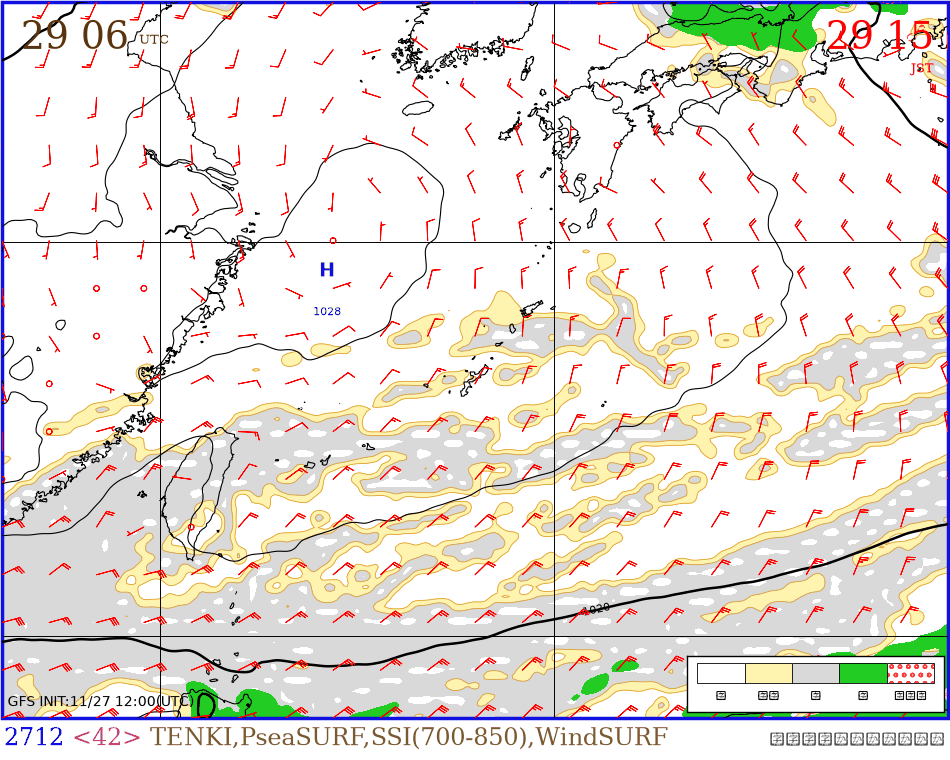 29 06 UTC
29 15 JST
H
1028
1020
GFS INIT:11/27 12:00(UTC)
2712 <42> TENKI,PseaSURF,SSI(700-850),WindSURF